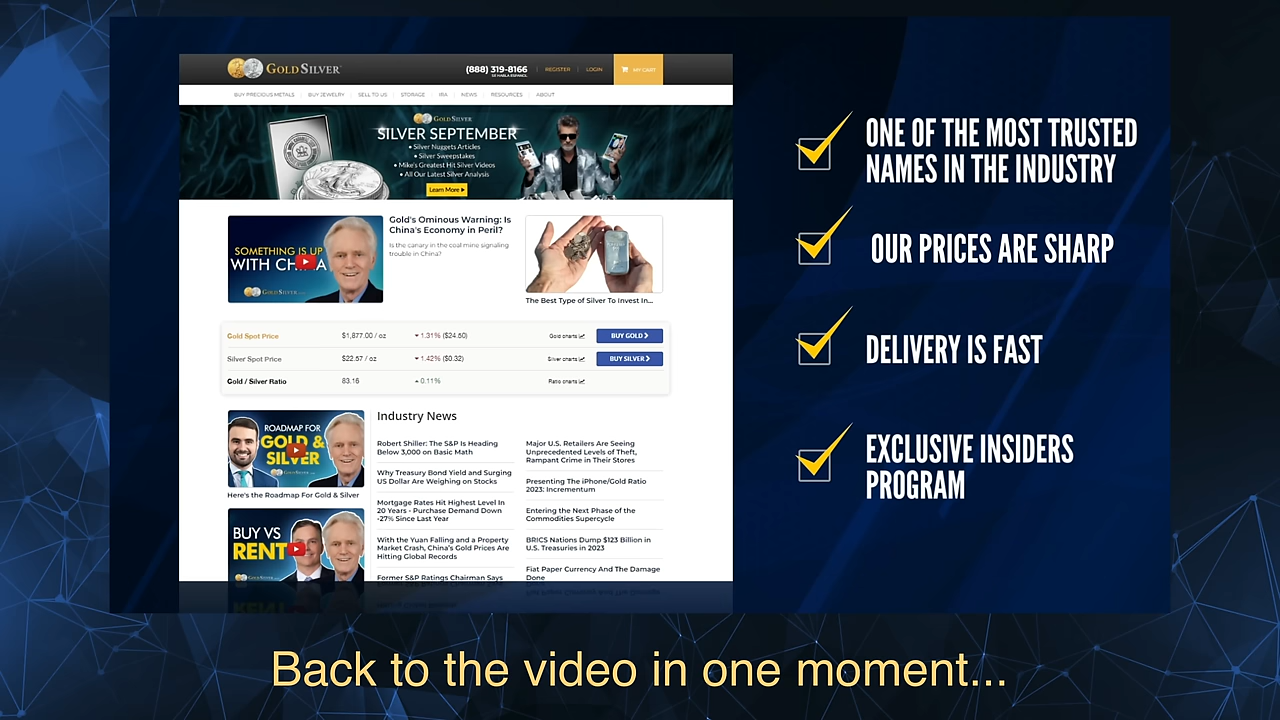 GOLDSILVER
(888) 319-8166
SE HABLA ESPAÑOL
REGISTER
LOGIN
MY CART
BUY PRECIOUS METALS
BUY JEWELRY
SELL TO US
STORAGE
IRA
NEWS
RESOURCES
ABOUT
GOLDSILVER
SILVER SEPTEMBER
• Silver Nuggets Articles
• Silver Sweepstakes
• Mike's Greatest Hit Silver Videos
• All Our Latest Silver Analysis
Learn More
SOMETHING IS UP
WITH CHINA
GOLDSILVER
Gold's Ominous Warning: Is
China's Economy in Peril?
Is the canary in the coal mine signaling
trouble in China?
The Best Type of Silver To Invest In...
Gold Spot Price
$1,877.00 / oz
1.31% ($24.60)
Gold charts
BUY GOLD
Silver Spot Price
$22.57 / oz
1.42% ($0.32)
Silver charts
BUY SILVER
Gold / Silver Ratio
83.16
0.11%
Ratio charts
ROADMAP FOR
GOLD &
SILVER
GOLDSILVER
Here's the Roadmap For Gold & Silver
BUY VS
RENT
GOLDSILVER
Industry News
Robert Shiller: The S&P Is Heading
Below 3,000 on Basic Math
Why Treasury Bond Yield and Surging
US Dollar Are Weighing on Stocks
Mortgage Rates Hit Highest Level In
20 Years - Purchase Demand Down
-27% Since Last Year
With the Yuan Falling and a Property
Market Crash, China's Gold Prices Are
Hitting Global Records
Former S&P Ratings Chairman Says
Major U.S. Retailers Are Seeing
Unprecedented Levels of Theft,
Rampant Crime in Their Stores
Presenting The iPhone/Gold Ratio
2023: Incrementum
Entering the Next Phase of the
Commodities Supercycle
BRICS Nations Dump $123 Billion in
U.S. Treasuries in 2023
Fiat Paper Currency And The Damage
Done
ONE OF THE MOST TRUSTED
NAMES IN THE INDUSTRY
OUR PRICES ARE SHARP
DELIVERY IS FAST
EXCLUSIVE INSIDERS
PROGRAM
Back to the video in one moment...